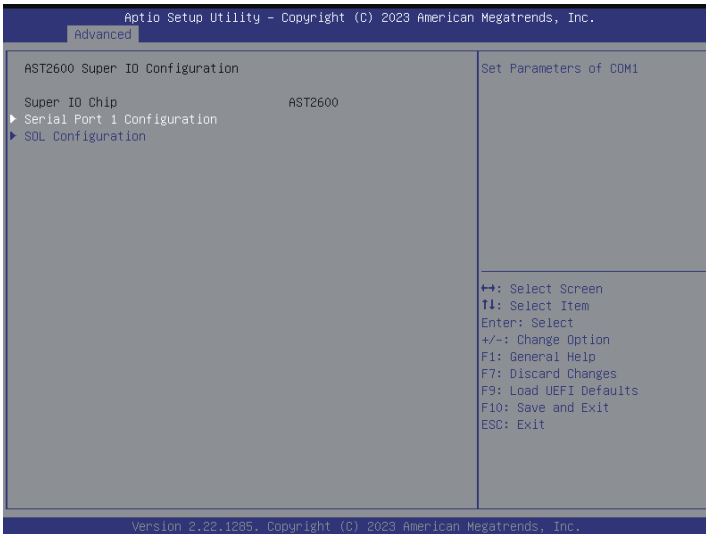 Aptio Setup Utility – Copyright (C) 2023 American Megatrends, Inc.
Advanced
AST2600 Super IO Configuration
Super IO Chip AST2600
Serial Port 1 Configuration
SOL Configuration
Set Parameters of COM1
↔: Select Screen
↑↓: Select Item
Enter: Select
+/-: Change Option
F1: General Help
F7: Discard Changes
F9: Load UEFI Defaults
F10: Save and Exit
ESC: Exit
Version 2.22.1285. Copyright (C) 2023 American Megatrends, Inc.